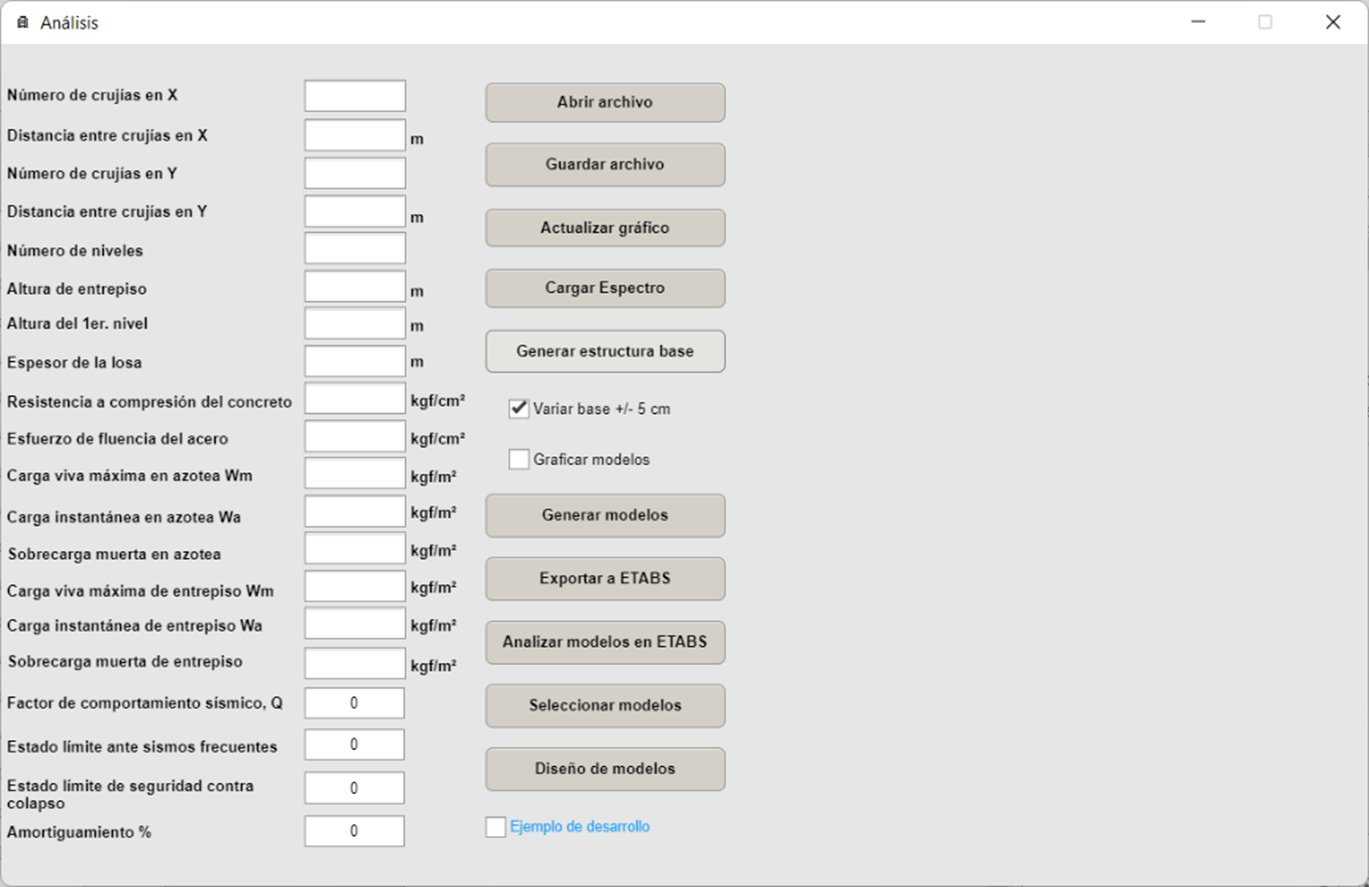 Análisis
Número de crujías en X
Distancia entre crujías en X m
Número de crujías en Y
Distancia entre crujías en Y m
Número de niveles
Altura de entrepiso m
Altura del 1er. nivel m
Espesor de la losa m
Resistencia a compresión del concreto kgf/cm²
Esfuerzo de fluencia del acero kgf/cm²
Carga viva máxima en azotea Wm kgf/m²
Carga instantánea en azotea Wa kgf/m²
Sobrecarga muerta en azotea kgf/m²
Carga viva máxima de entrepiso Wm kgf/m²
Carga instantánea de entrepiso Wa kgf/m²
Sobrecarga muerta de entrepiso kgf/m²
Factor de comportamiento sísmico, Q 0
Estado límite ante sismos frecuentes 0
Estado límite de seguridad contra
colapso 0
Amortiguamiento % 0
Abrir archivo
Guardar archivo
Actualizar gráfico
Cargar Espectro
Generar estructura base
Variar base +/- 5 cm
Graficar modelos
Generar modelos
Exportar a ETABS
Analizar modelos en ETABS
Seleccionar modelos
Diseño de modelos
Ejemplo de desarrollo